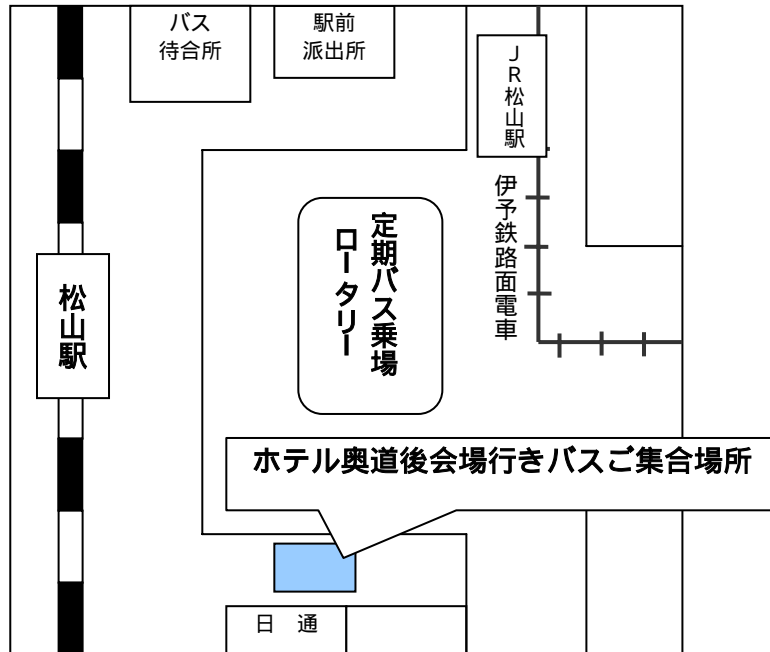 バス
待合所
駅前
派出所
ＪＲ松山駅
伊予鉄路面電車
定期バス乗場
ロータリー
松山駅
ホテル奥道後会場行きバスご集合場所
日　通